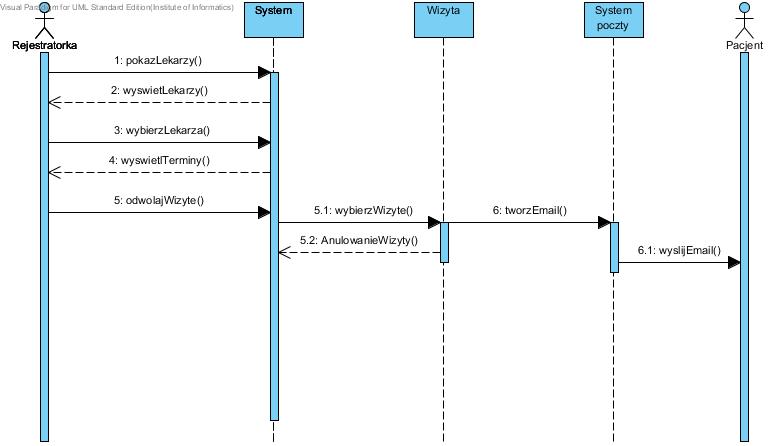 Visual Paradigm for UML Standard Edition(Institute of Informatics)
System
Wizyta
System
poczty
Rejestratorka
Pacjent
1: pokazLekarzy()
2: wyswietLekarzy()
3: wybierzLekarza()
4: wyswietlTerminy()
5: odwolajWizyte()
5.1: wybierzWizyte()
6: tworzEmail()
5.2: AnulowanieWizyty()
6.1: wyslijEmail()